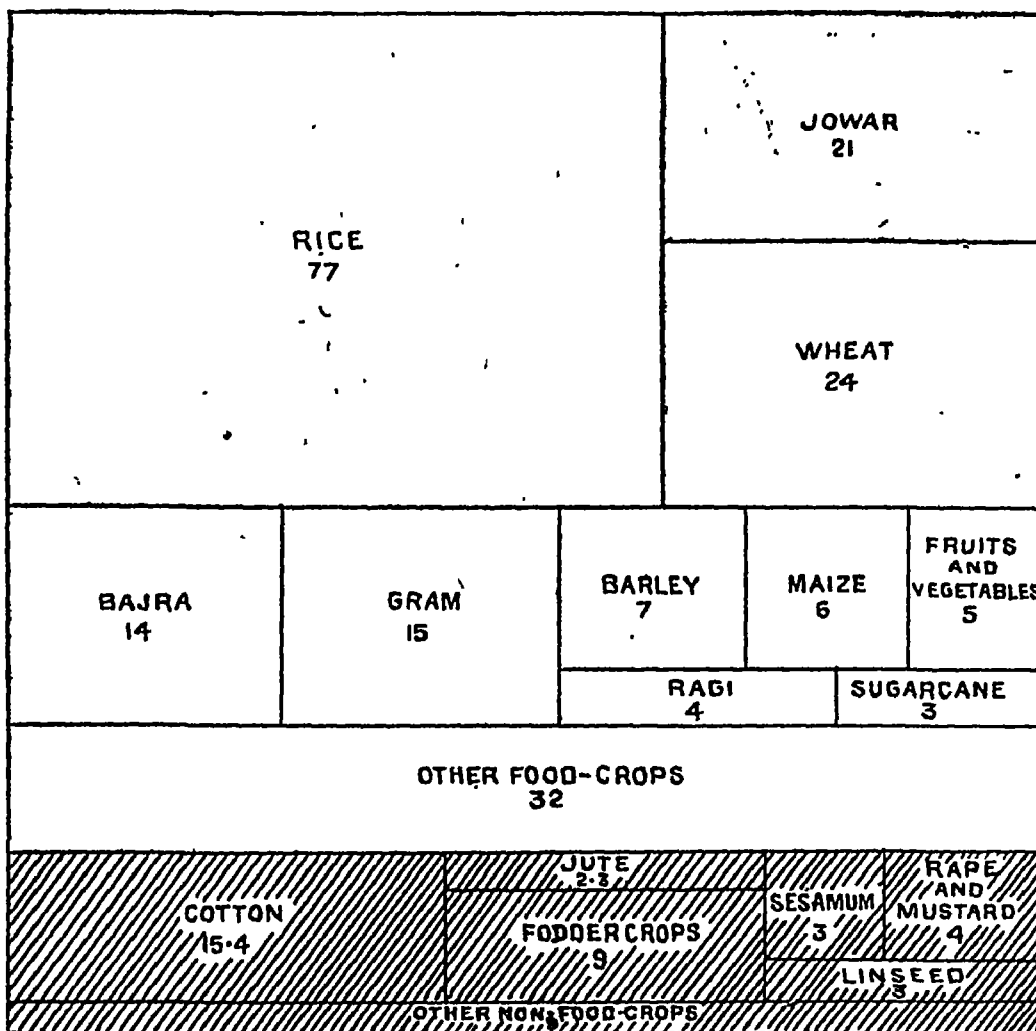 RICE
77
JOWAR
21
WHEAT
24
BAJRA
14
GRAM
15
BARLEY
7
MAIZE
6
FRUITS
AND
VEGETABLES
5
RAGI
4
SUGARCANE
3
OTHER FOOD-CROPS
32
COTTON
15·4
JUTE
FODDER CROPS
9
SESAMUM
3
RAPE
AND
MUSTARD
4
LINSEED
3
OTHER NON-FOOD-CROPS